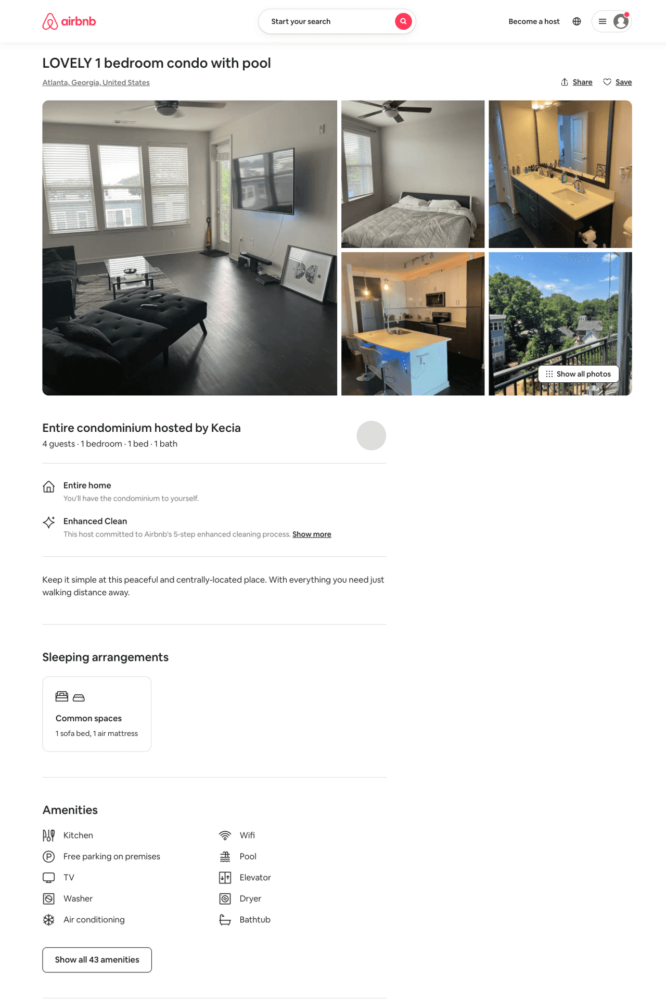 airbnb
Start your search
Become a host
LOVELY 1 bedroom condo with pool
Atlanta, Georgia, United States
Share
Save
Show all photos
Entire condominium hosted by Kecia
4 guests · 1 bedroom · 1 bed · 1 bath
Entire home
You'll have the condominium to yourself.
Enhanced Clean
This host committed to Airbnb's 5-step enhanced cleaning process. Show more
Keep it simple at this peaceful and centrally-located place. With everything you need just
walking distance away.
Sleeping arrangements
Common spaces
1 sofa bed, 1 air mattress
Amenities
Kitchen
Wifi
Free parking on premises
Pool
TV
Elevator
Washer
Dryer
Air conditioning
Bathtub
Show all 43 amenities